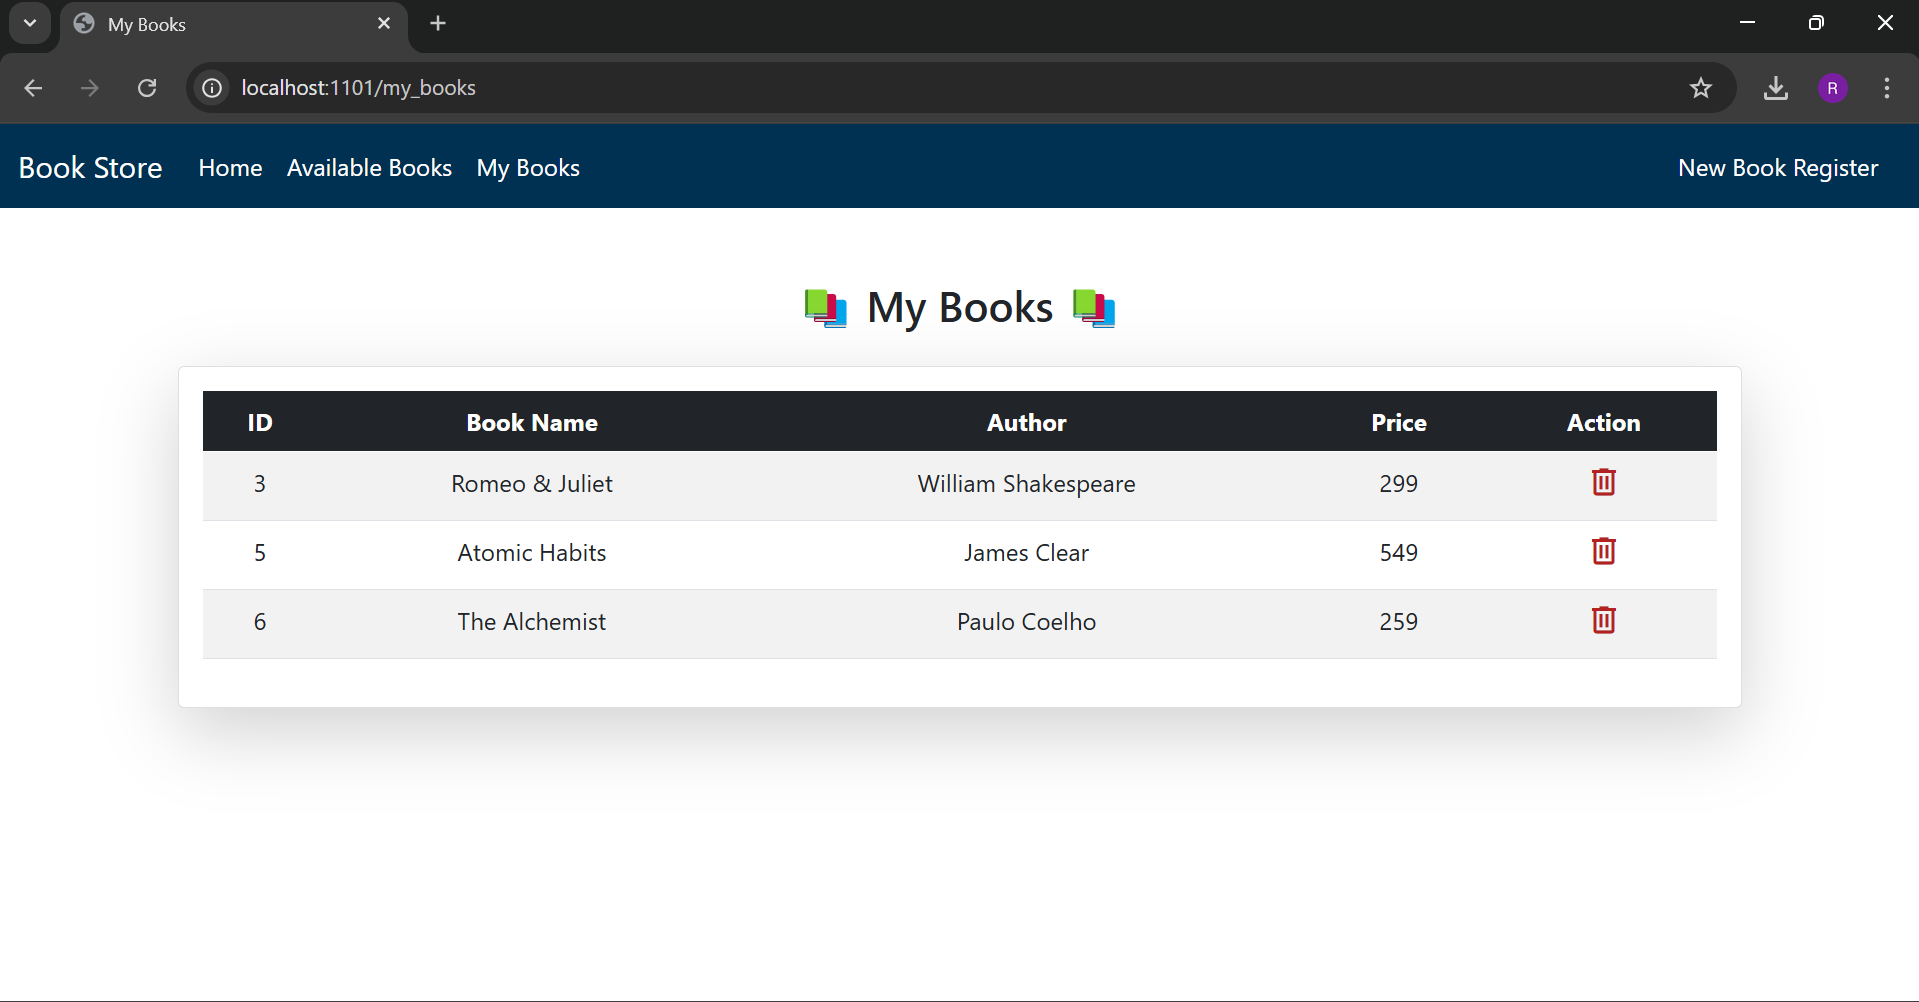 My Books
localhost:1101/my_books
R
Book Store Home Available Books My Books New Book Register
My Books
ID Book Name Author Price Action
3 Romeo & Juliet William Shakespeare 299
5 Atomic Habits James Clear 549
6 The Alchemist Paulo Coelho 259